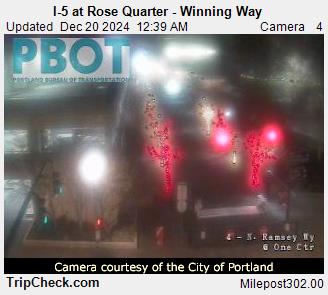 I-5 at Rose Quarter - Winning Way
Updated Dec 20 2024 12:39 AM Camera 4
PBOT
PORTLAND BUREAU OF TRANSPORTATION
4 - N. Ramsey Wy
@ One Ctr
Camera courtesy of the City of Portland
TripCheck.com Milepost302.00